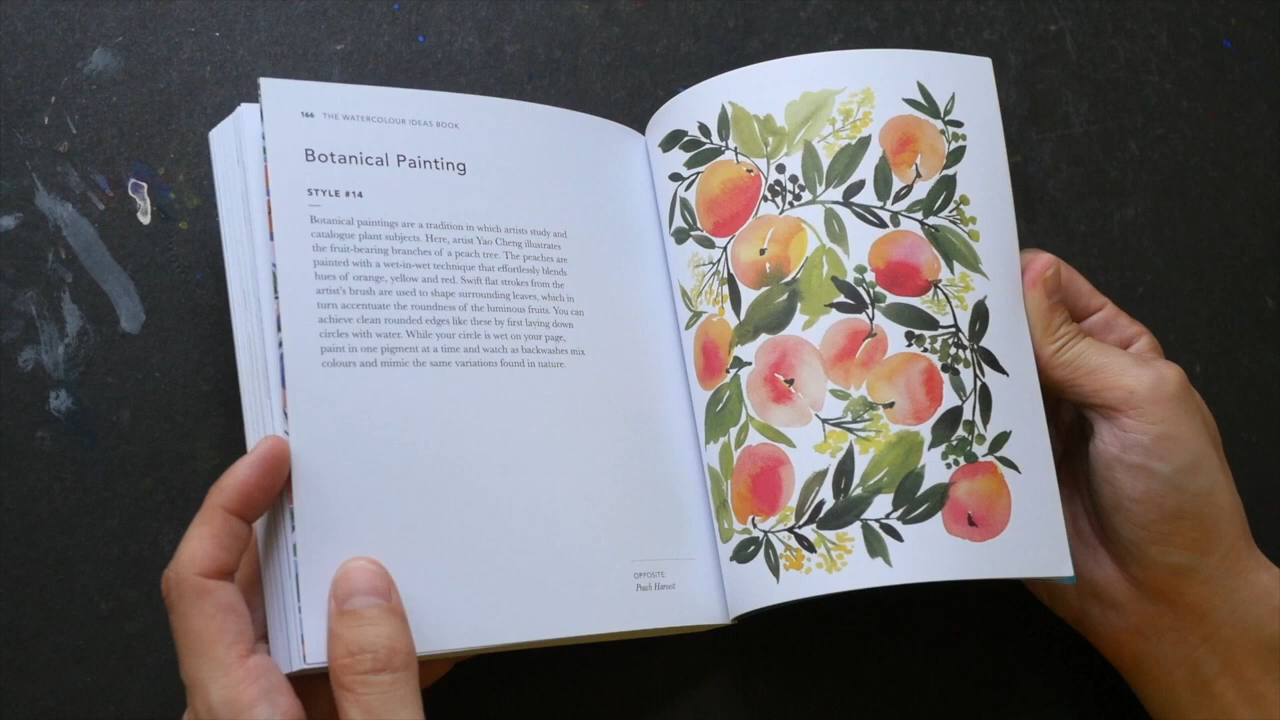 166 THE WATERCOLOUR IDEAS BOOK
Botanical Painting
STYLE #14
Botanical paintings are a tradition in which artists study and
catalogue plant subjects. Here, artist Yao Cheng illustrates
the fruit-bearing branches of a peach tree. The peaches are
painted with a wet-in-wet technique that effortlessly blends
hues of orange, yellow and red. Swift flat strokes from the
artist's brush are used to shape surrounding leaves, which in
turn accentuate the roundness of the luminous fruits. You can
achieve clean rounded edges like these by first laying down
circles with water. While your circle is wet on your page,
paint in one pigment at a time and watch as backwashes mix
colours and mimic the same variations found in nature.
OPPOSITE:
Peach Harvest